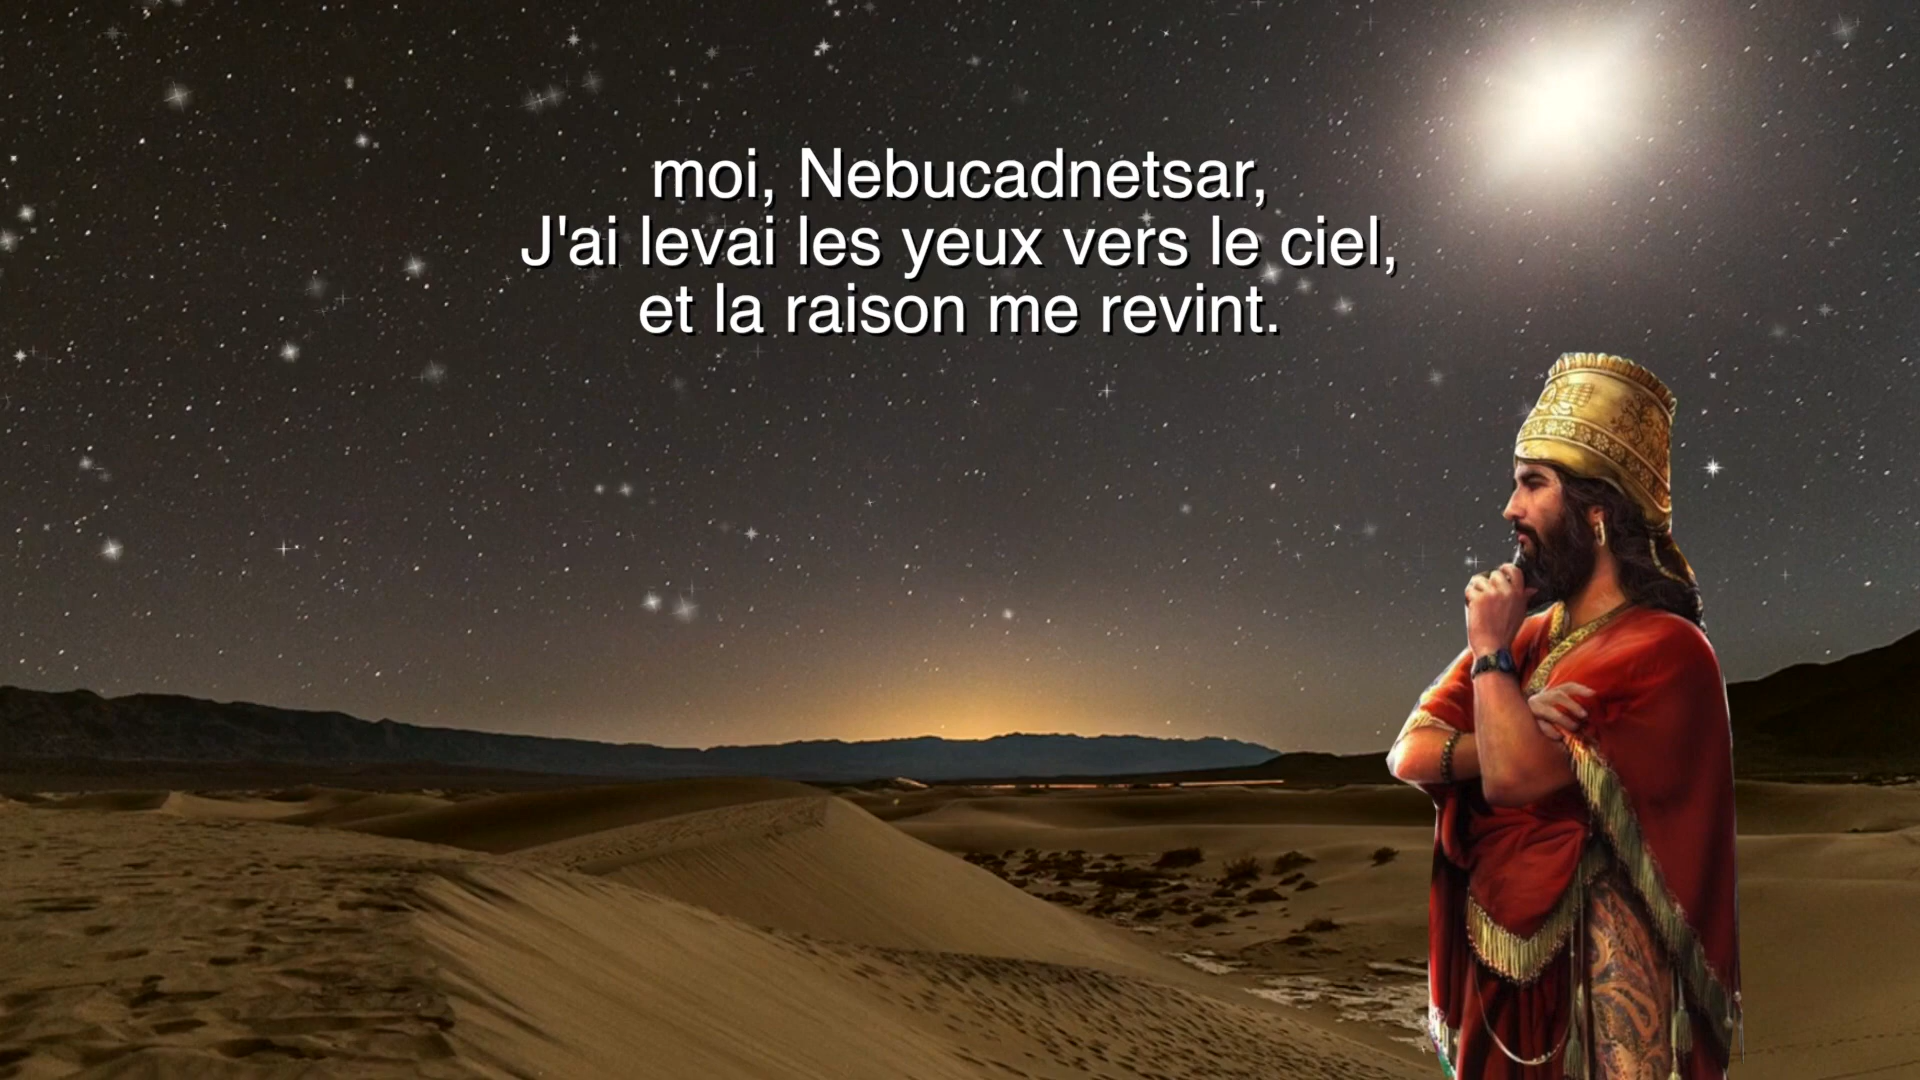 moi, Nebucadnetsar,
J'ai levai les yeux vers le ciel,
et la raison me revint.